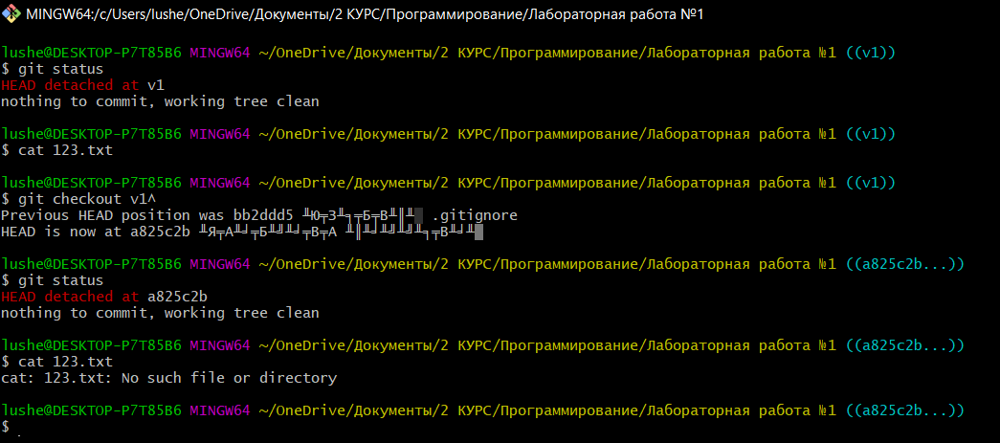 MINGW64:/c/Users/lushe/OneDrive/Документы/2 КУРС/Программирование/Лабораторная работа №1
lushe@DESKTOP-P7T85B6 MINGW64 ~/OneDrive/Документы/2 КУРС/Программирование/Лабораторная работа №1 ((v1))
$ git status
HEAD detached at v1
nothing to commit, working tree clean
lushe@DESKTOP-P7T85B6 MINGW64 ~/OneDrive/Документы/2 КУРС/Программирование/Лабораторная работа №1 ((v1))
$ cat 123.txt
lushe@DESKTOP-P7T85B6 MINGW64 ~/OneDrive/Документы/2 КУРС/Программирование/Лабораторная работа №1 ((v1))
$ git checkout v1^
Previous HEAD position was bb2ddd5 .gitignore
HEAD is now at a825c2b
lushe@DESKTOP-P7T85B6 MINGW64 ~/OneDrive/Документы/2 КУРС/Программирование/Лабораторная работа №1 ((a825c2b...))
$ git status
HEAD detached at a825c2b
nothing to commit, working tree clean
lushe@DESKTOP-P7T85B6 MINGW64 ~/OneDrive/Документы/2 КУРС/Программирование/Лабораторная работа №1 ((a825c2b...))
$ cat 123.txt
cat: 123.txt: No such file or directory
lushe@DESKTOP-P7T85B6 MINGW64 ~/OneDrive/Документы/2 КУРС/Программирование/Лабораторная работа №1 ((a825c2b...))
$